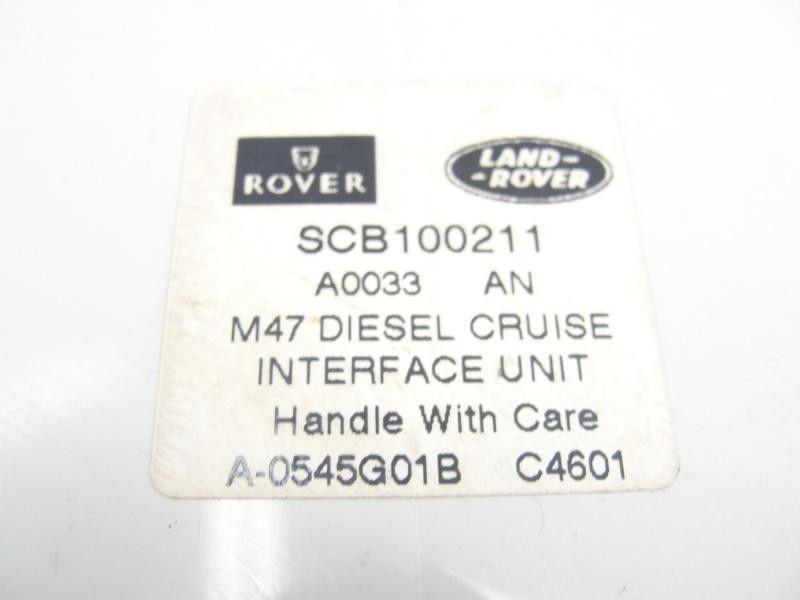 ROVER
LAND-
-ROVER
SCB100211
A0033 AN
M47 DIESEL CRUISE
INTERFACE UNIT
Handle With Care
A-0545G01B C4601